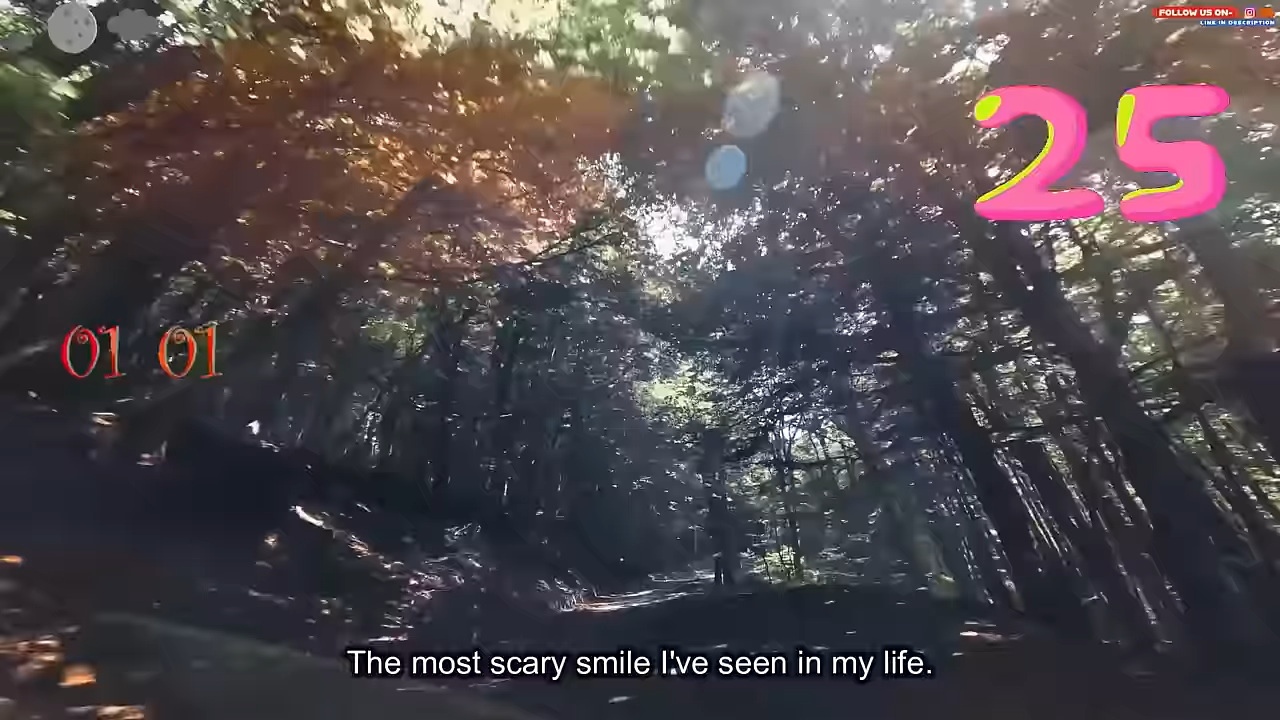 FOLLOW US ON-
LINK IN DESCRIPTION
25
01 01
The most scary smile I've seen in my life.